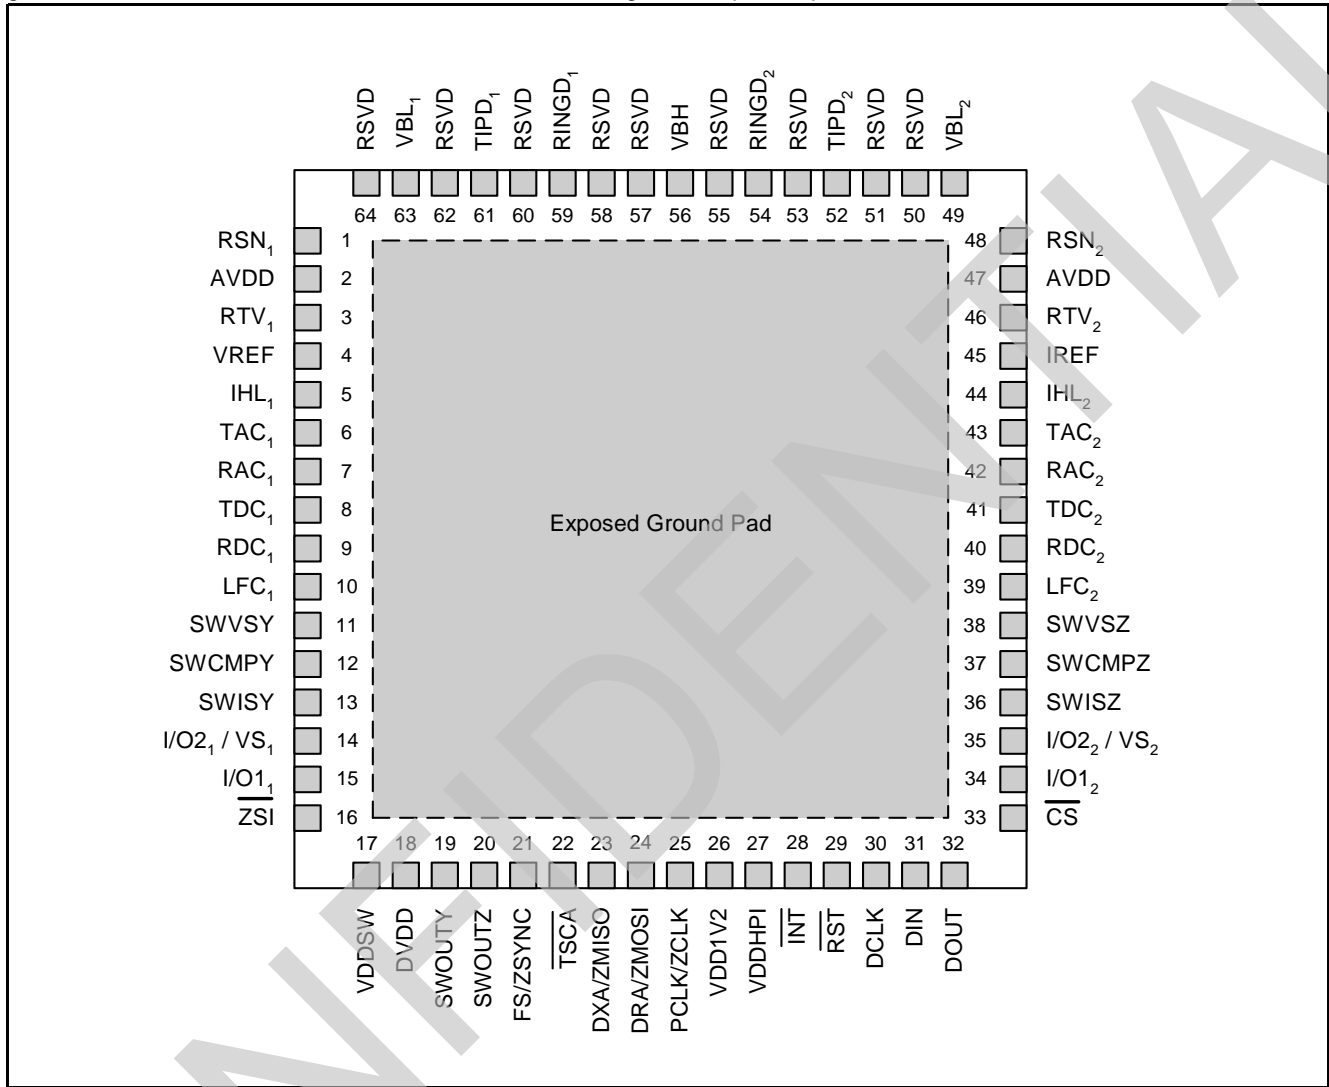 RSVD VBL₁ RSVD TIPD₁ RSVD RINGD₁ RSVD RSVD VBH RSVD RINGD₂ RSVD TIPD₂ RSVD RSVD VBL₂
64 63 62 61 60 59 58 57 56 55 54 53 52 51 50 49
RSN₁ 1 48 RSN₂
AVDD 2 47 AVDD
RTV₁ 3 46 RTV₂
VREF 4 45 IREF
IHL₁ 5 44 IHL₂
TAC₁ 6 43 TAC₂
RAC₁ 7 42 RAC₂
TDC₁ 8 41 TDC₂
Exposed Ground Pad
RDC₁ 9 40 RDC₂
LFC₁ 10 39 LFC₂
SWVSY 11 38 SWVSZ
SWCMPY 12 37 SWCMPZ
SWISY 13 36 SWISZ
I/O2₁ / VS₁ 14 35 I/O2₂ / VS₂
I/O1₁ 15 34 I/O1₂
Z̅S̅I̅ 16 33 C̅S̅
17 18 19 20 21 22 23 24 25 26 27 28 29 30 31 32
VDDSW DVDD SWOUTY SWOUTZ FS/ZSYNC T̅S̅C̅A̅ DXA/ZMISO DRA/ZMOSI PCLK/ZCLK VDD1V2 VDDHPI I̅N̅T̅ R̅S̅T̅ DCLK DIN DOUT
NFIDENTIA